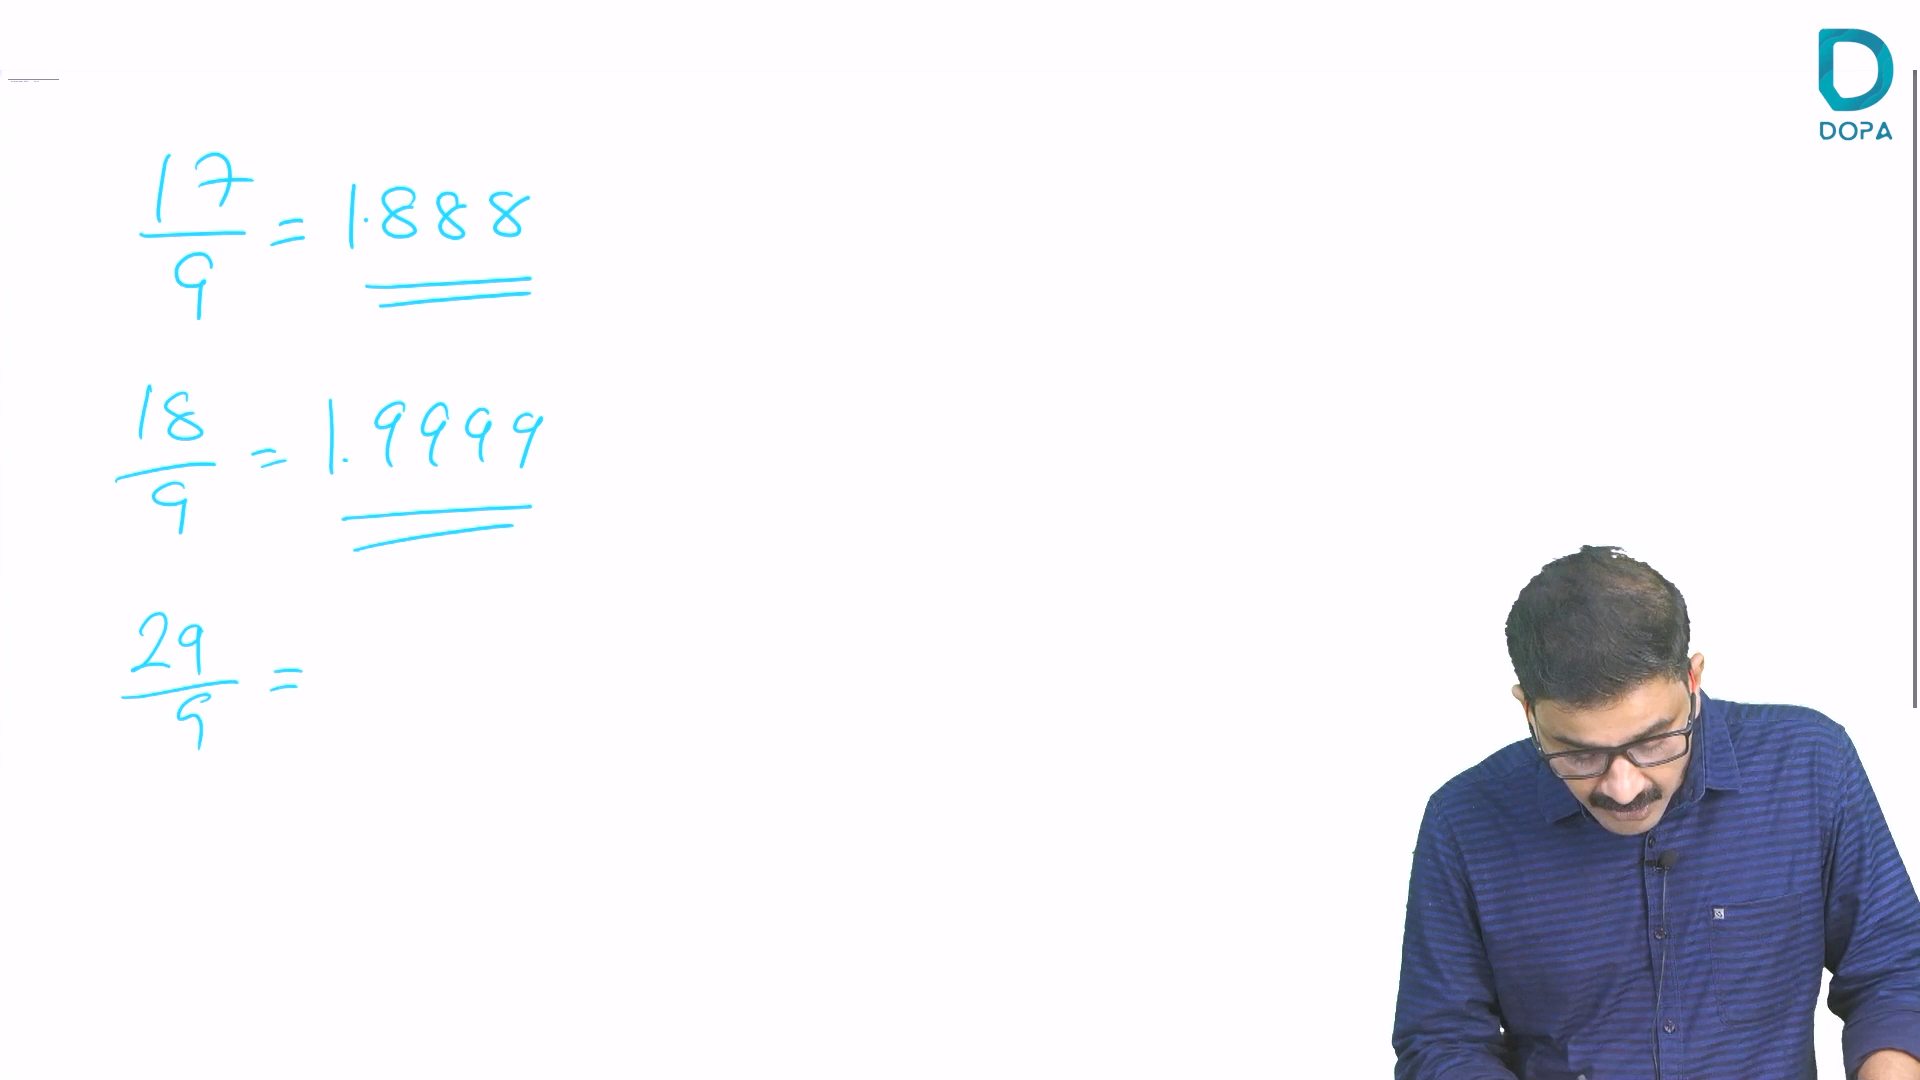 DOPA
17/9 = 1.888
18/9 = 1.9999
29/9 =